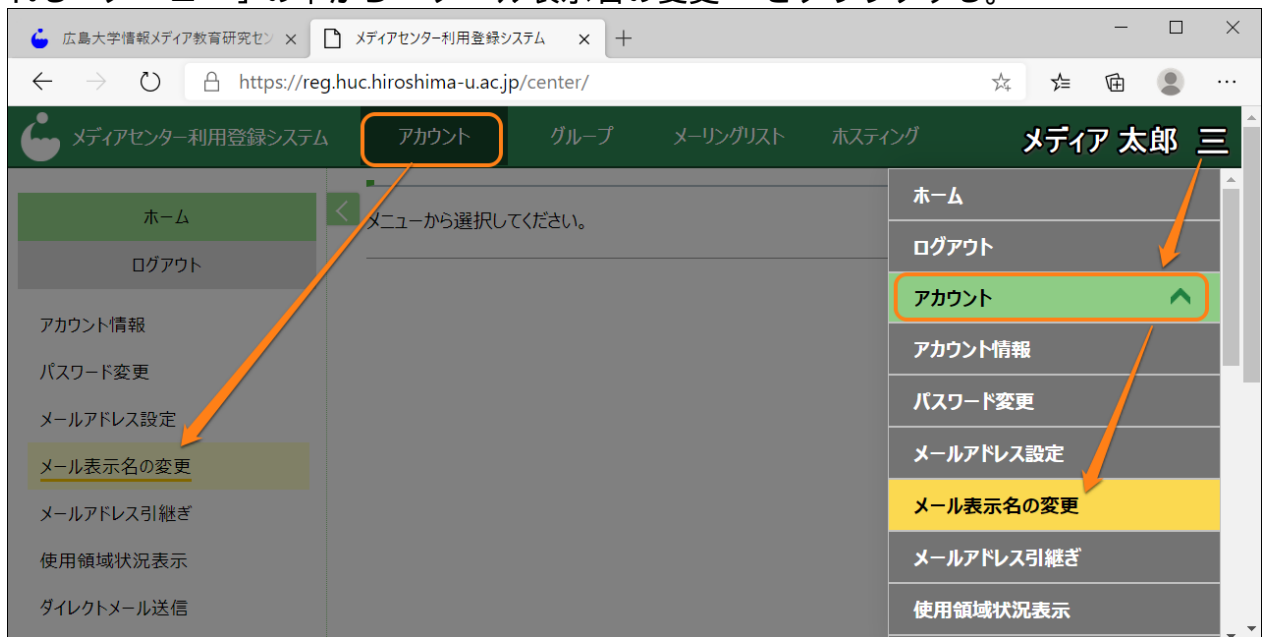 広島大学情報メディア教育研究セン
メディアセンター利用登録システム
https://reg.huc.hiroshima-u.ac.jp/center/
メディアセンター利用登録システム
アカウント
グループ
メーリングリスト
ホスティング
メディア 太郎
ホーム
ログアウト
アカウント情報
パスワード変更
メールアドレス設定
メール表示名の変更
メールアドレス引継ぎ
使用領域状況表示
ダイレクトメール送信
メニューから選択してください。
ホーム
ログアウト
アカウント
アカウント情報
パスワード変更
メールアドレス設定
メール表示名の変更
メールアドレス引継ぎ
使用領域状況表示